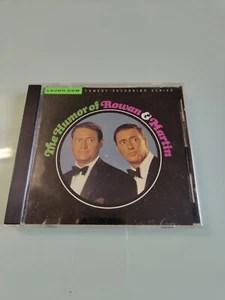 LAUGH.COM COMEDY RECORDING SERIES
The Humor of Rowan & Martin